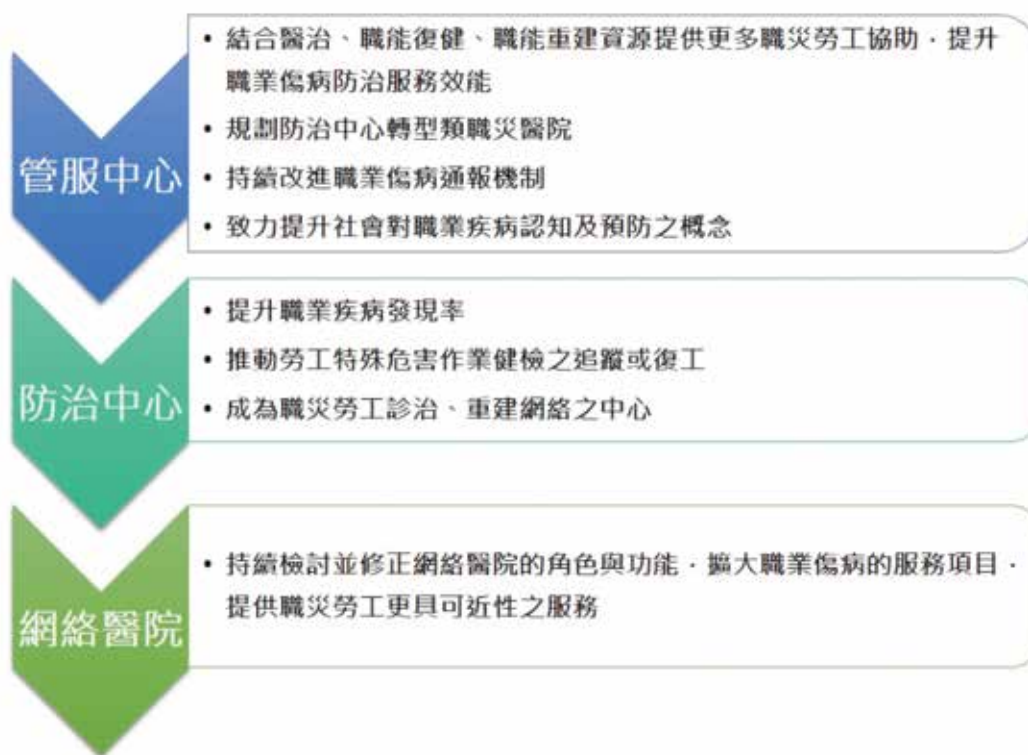 管服中心
• 結合醫治、職能復健、職能重建資源提供更多職災勞工協助，提升
職業傷病防治服務效能
• 規劃防治中心轉型類職災醫院
• 持續改進職業傷病通報機制
• 致力提升社會對職業疾病認知及預防之概念
防治中心
• 提升職業疾病發現率
• 推動勞工特殊危害作業健檢之追蹤或復工
• 成為職災勞工診治、重建網絡之中心
網絡醫院
• 持續檢討並修正網絡醫院的角色與功能，擴大職業傷病的服務項目，
提供職災勞工更具可近性之服務